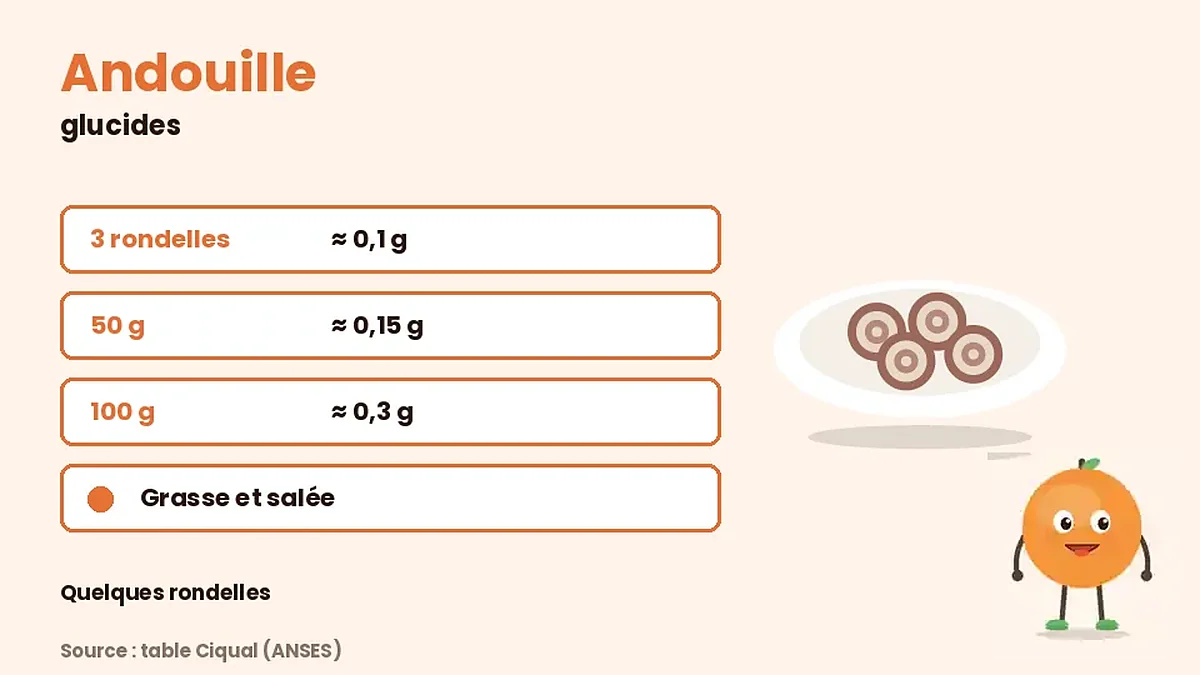 Andouille
glucides
3 rondelles ≈ 0,1 g
50 g ≈ 0,15 g
100 g ≈ 0,3 g
Grasse et salée
Quelques rondelles
Source : table Ciqual (ANSES)